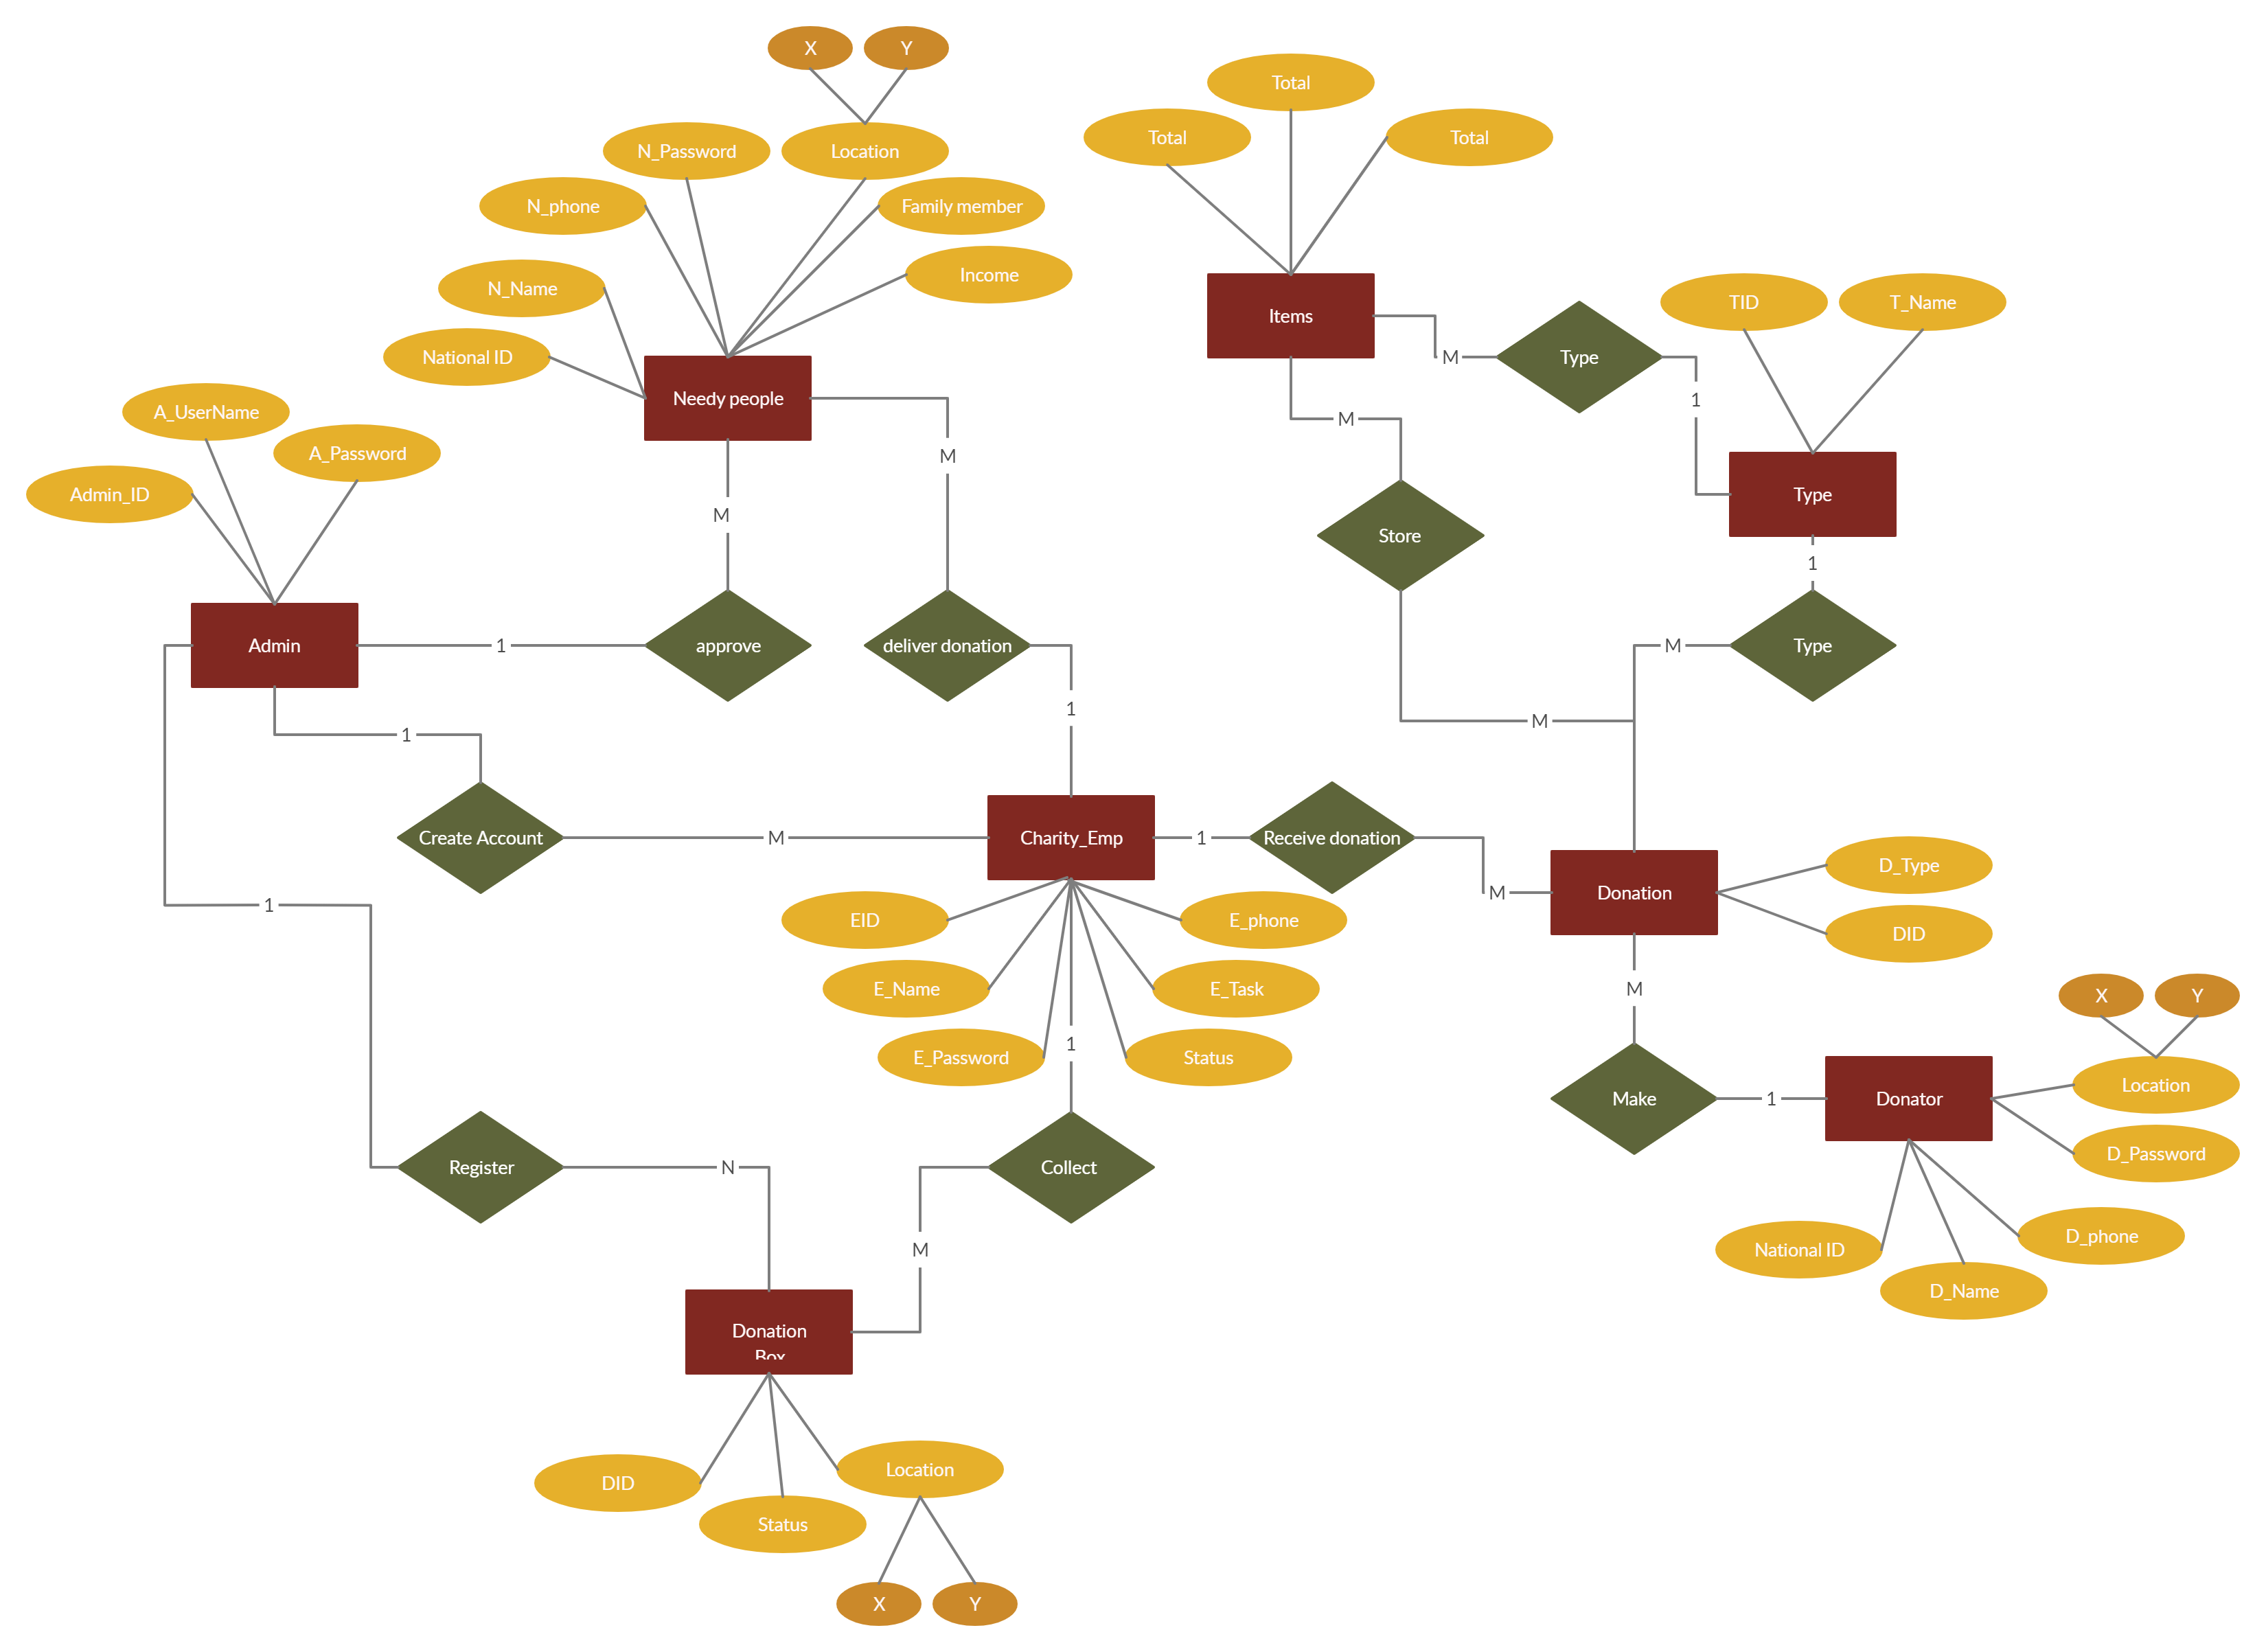 X
Y
Total
Total
Total
N_Password
Location
N_phone
Family member
N_Name
Income
National ID
Items
TID
T_Name
M
Type
1
Needy people
A_UserName
A_Password
Admin_ID
M
M
M
Type
Store
1
Admin
1
approve
deliver donation
M
Type
1
1
M
Create Account
M
Charity_Emp
1
Receive donation
M
Donation
D_Type
DID
1
EID
E_phone
E_Name
E_Task
E_Password
Status
1
M
X
Y
Location
Make
1
Donator
D_Password
Register
N
Collect
M
National ID
D_phone
D_Name
Donation
Box
DID
Location
Status
X
Y